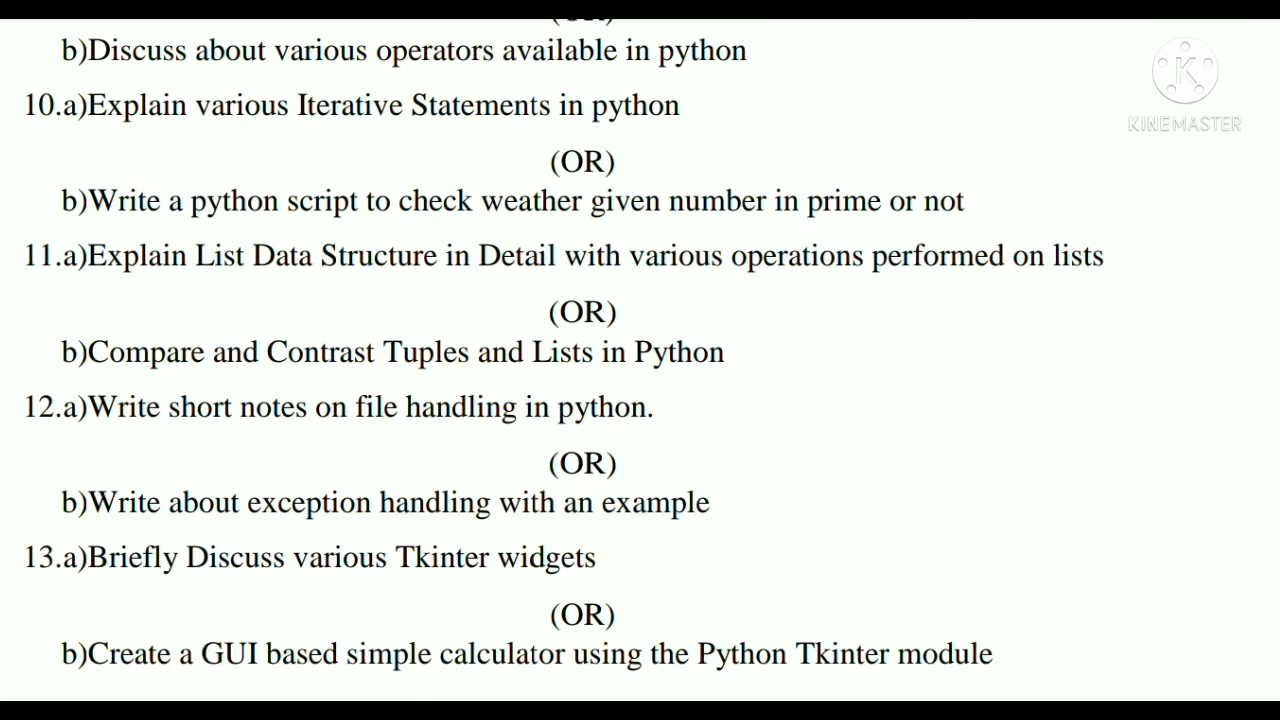 b)Discuss about various operators available in python
10.a)Explain various Iterative Statements in python
(OR)
b)Write a python script to check weather given number in prime or not
11.a)Explain List Data Structure in Detail with various operations performed on lists
(OR)
b)Compare and Contrast Tuples and Lists in Python
12.a)Write short notes on file handling in python.
(OR)
b)Write about exception handling with an example
13.a)Briefly Discuss various Tkinter widgets
(OR)
b)Create a GUI based simple calculator using the Python Tkinter module
K
KINEMASTER